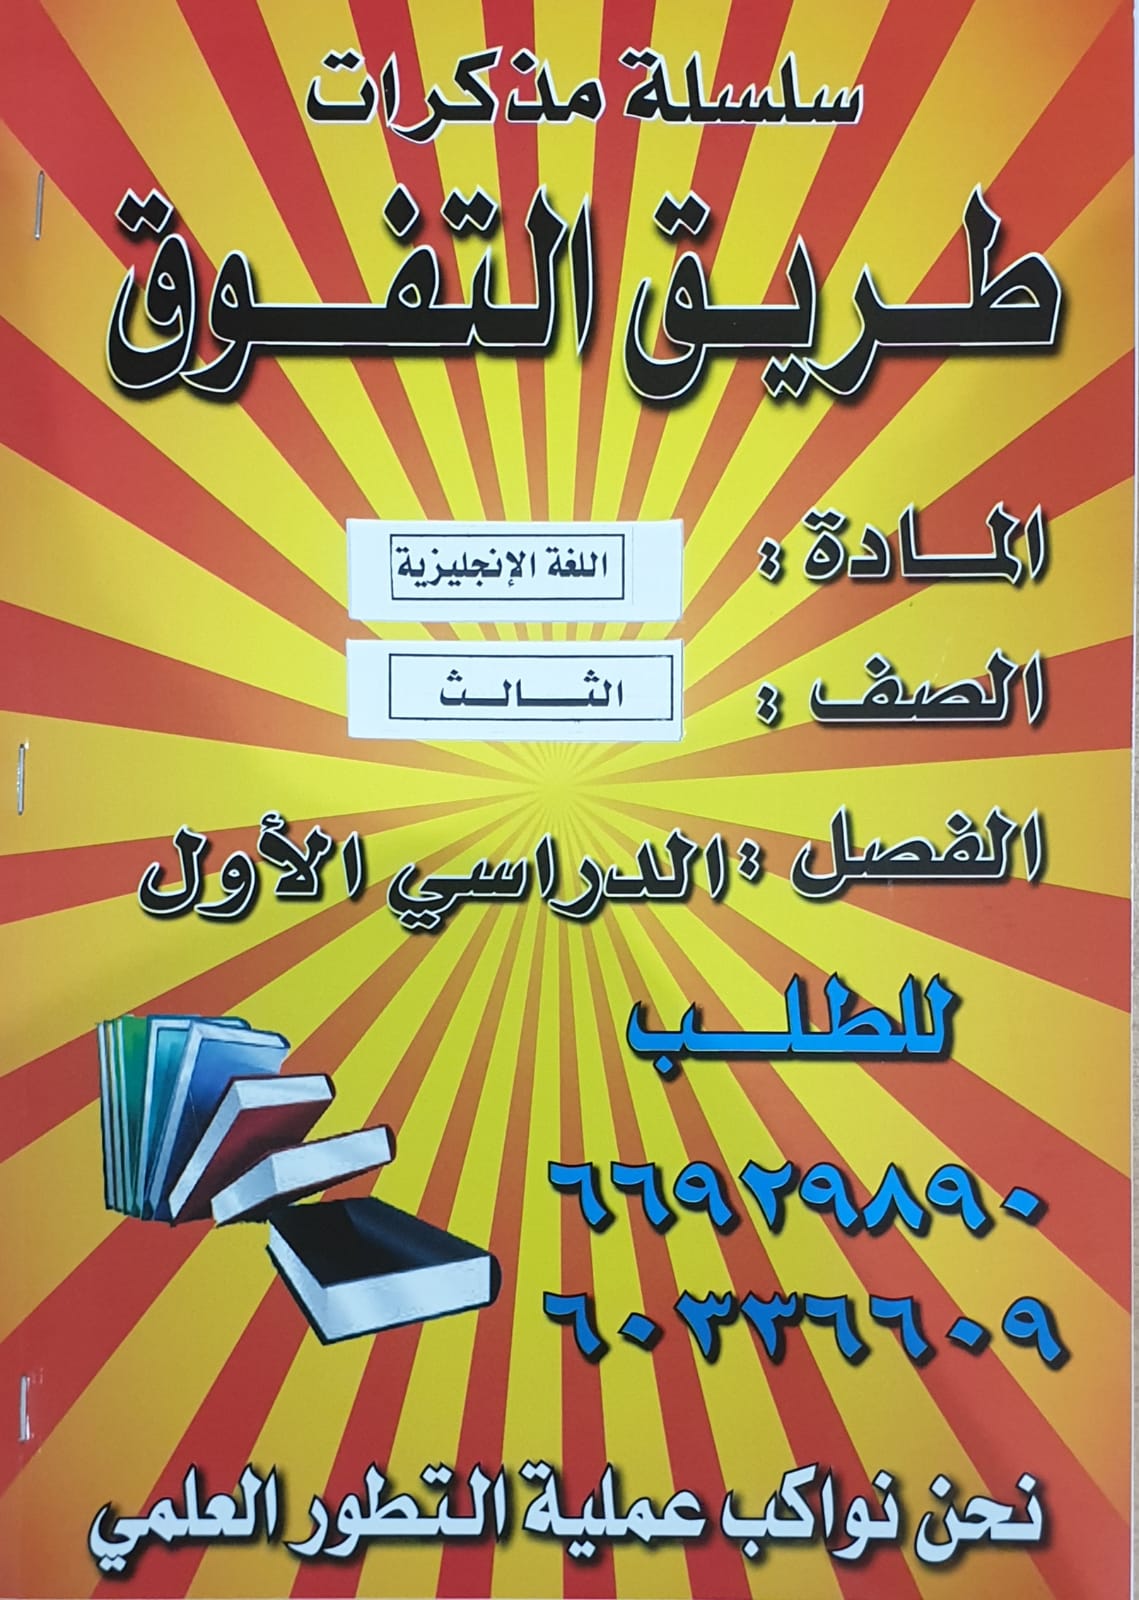 سلسلة مذكرات
طريق التفوق
المادة : اللغة الإنجليزية
الصف : الثالث
الفصل : الدراسي الأول
للطلب
٦٦٩٢٩٨٩٠
٦٠٣٣٦٦٠٩
نحن نواكب عملية التطور العلمي